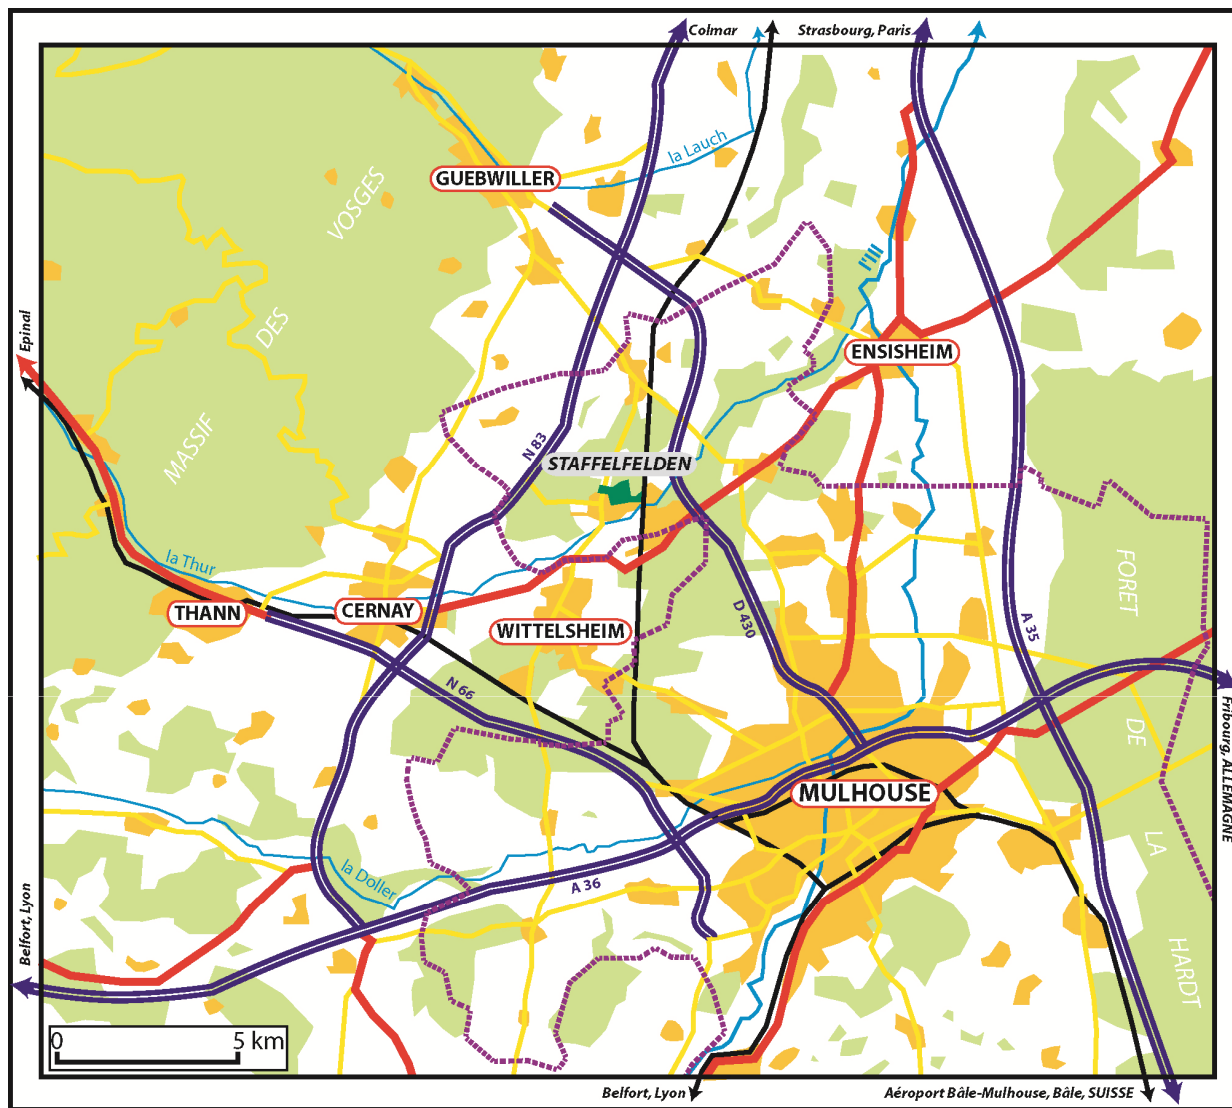 Colmar
Strasbourg, Paris
la Lauch
GUEBWILLER
VOSGES
l'Ill
DES
Epinal
ENSISHEIM
MASSIF
N 83
STAFFELFELDEN
la Thur
FORET
THANN
CERNAY
WITTELSHEIM
D 430
A 35
N 66
Fribourg, ALLEMAGNE
DE
MULHOUSE
LA
la Doller
A 36
Belfort, Lyon
HARDT
0 5 km
Belfort, Lyon
Aéroport Bâle-Mulhouse, Bâle, SUISSE